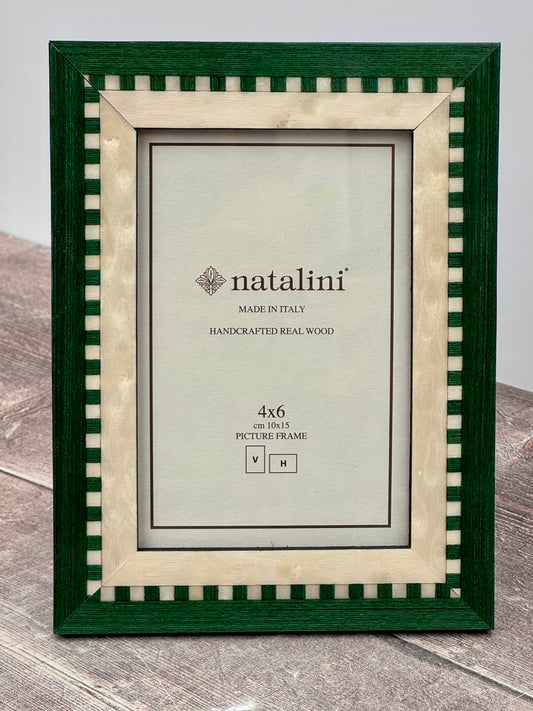 natalini®
MADE IN ITALY
HANDCRAFTED REAL WOOD
4x6
cm 10x15
PICTURE FRAME
V H